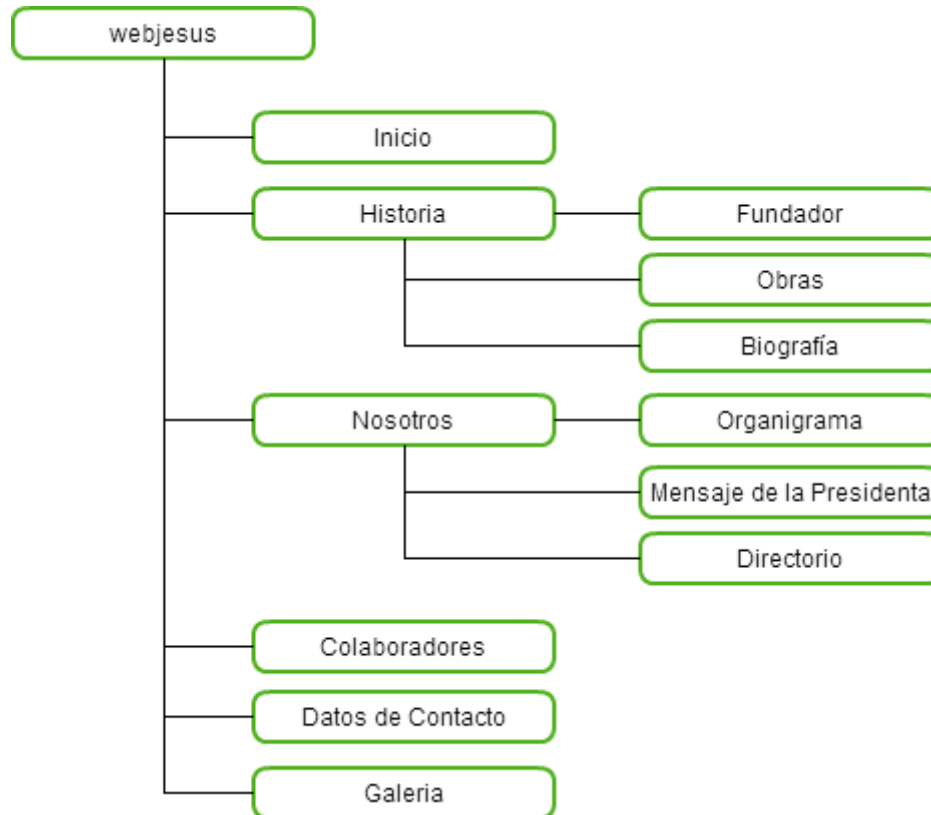 webjesus
Inicio
Historia
Fundador
Obras
Biografía
Nosotros
Organigrama
Mensaje de la Presidenta
Directorio
Colaboradores
Datos de Contacto
Galeria